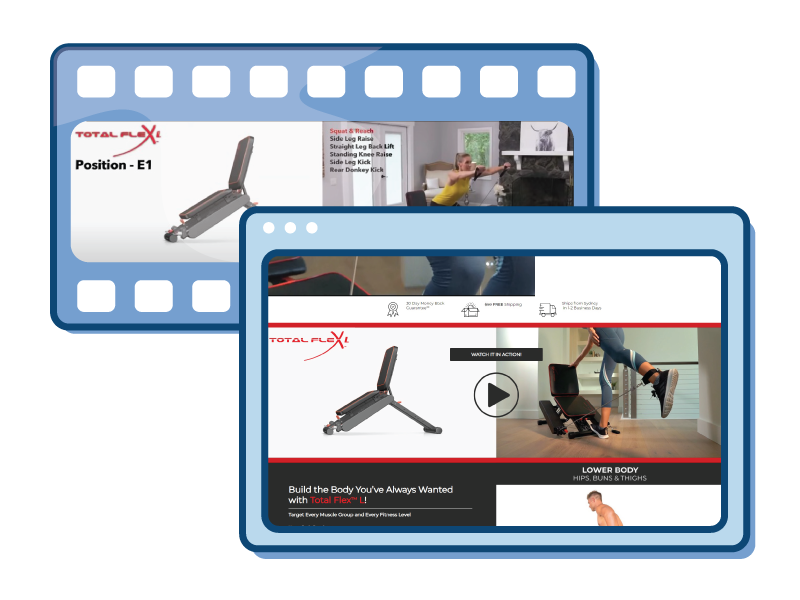 TOTAL FLEX L
Position - E1
Squat & Reach
Side Leg Raise
Straight Leg Back Lift
Standing Knee Raise
Side Leg Kick
Rear Donkey Kick
30 Day Money Back
Guarantee™
FREE Shipping
Ships from Sydney
in 1-2 Business Days
TOTAL FLEX L
WATCH IT IN ACTION!
LOWER BODY
HIPS, BUNS & THIGHS
Build the Body You've Always Wanted
with Total Flex™ L!
Target Every Muscle Group and Every Fitness Level